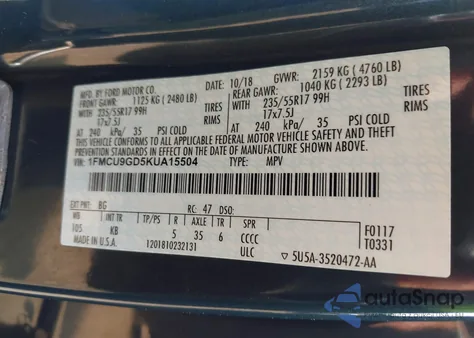 MFD. BY FORD MOTOR CO.
10/18 GVWR: 2159 KG ( 4760 LB)
FRONT GAWR: 1125 KG ( 2480 LB) REAR GAWR: 1040 KG ( 2293 LB)
235/55R17 99H TIRES 235/55R17 99H TIRES
17x7.5J RIMS 17x7.5J RIMS
AT 240 kPa/ 35 PSI COLD AT 240 kPa/ 35 PSI COLD
THIS VEHICLE CONFORMS TO ALL APPLICABLE FEDERAL MOTOR VEHICLE SAFETY AND THEFT PREVENTION STANDARDS IN EFFECT ON THE DATE OF MANUFACTURE SHOWN ABOVE.
VIN: 1FMCU9GD5KUA15504 TYPE: MPV
EXT PNT: BG RC: 47 DSO:
WB INT TR TP/PS R AXLE TR SPR F0117
105 KB 5 35 6 CCCC T0331
MADE IN U.S.A. 1201810232131 ULC 5U5A-3520472-AA
autoSnap